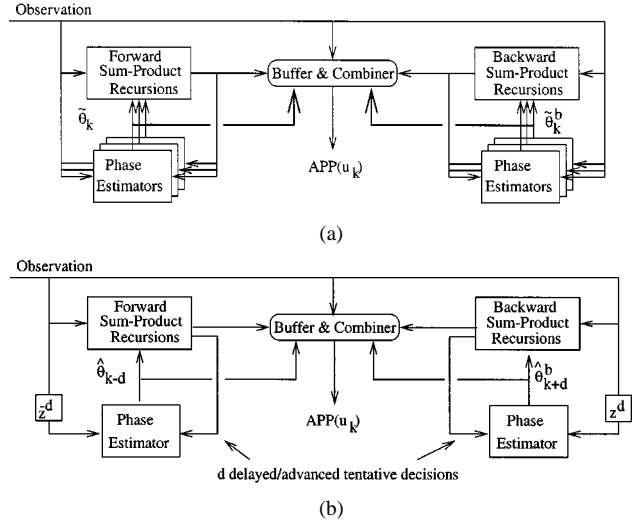 Observation
Forward
Sum-Product
Recursions
Buffer & Combiner
Backward
Sum-Product
Recursions
θ̃k
θ̃k^b
Phase
Estimators
APP(uk)
Phase
Estimators
(a)
Observation
Forward
Sum-Product
Recursions
Buffer & Combiner
Backward
Sum-Product
Recursions
θ̂k-d
θ̂k+d^b
z^-d
Phase
Estimator
APP(uk)
Phase
Estimator
z^d
d delayed/advanced tentative decisions
(b)